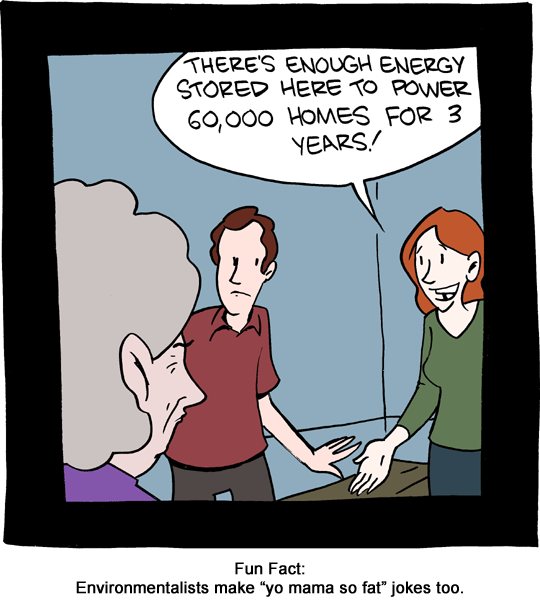 THERE'S ENOUGH ENERGY
STORED HERE TO POWER
60,000 HOMES FOR 3
YEARS!
Fun Fact:
Environmentalists make “yo mama so fat” jokes too.